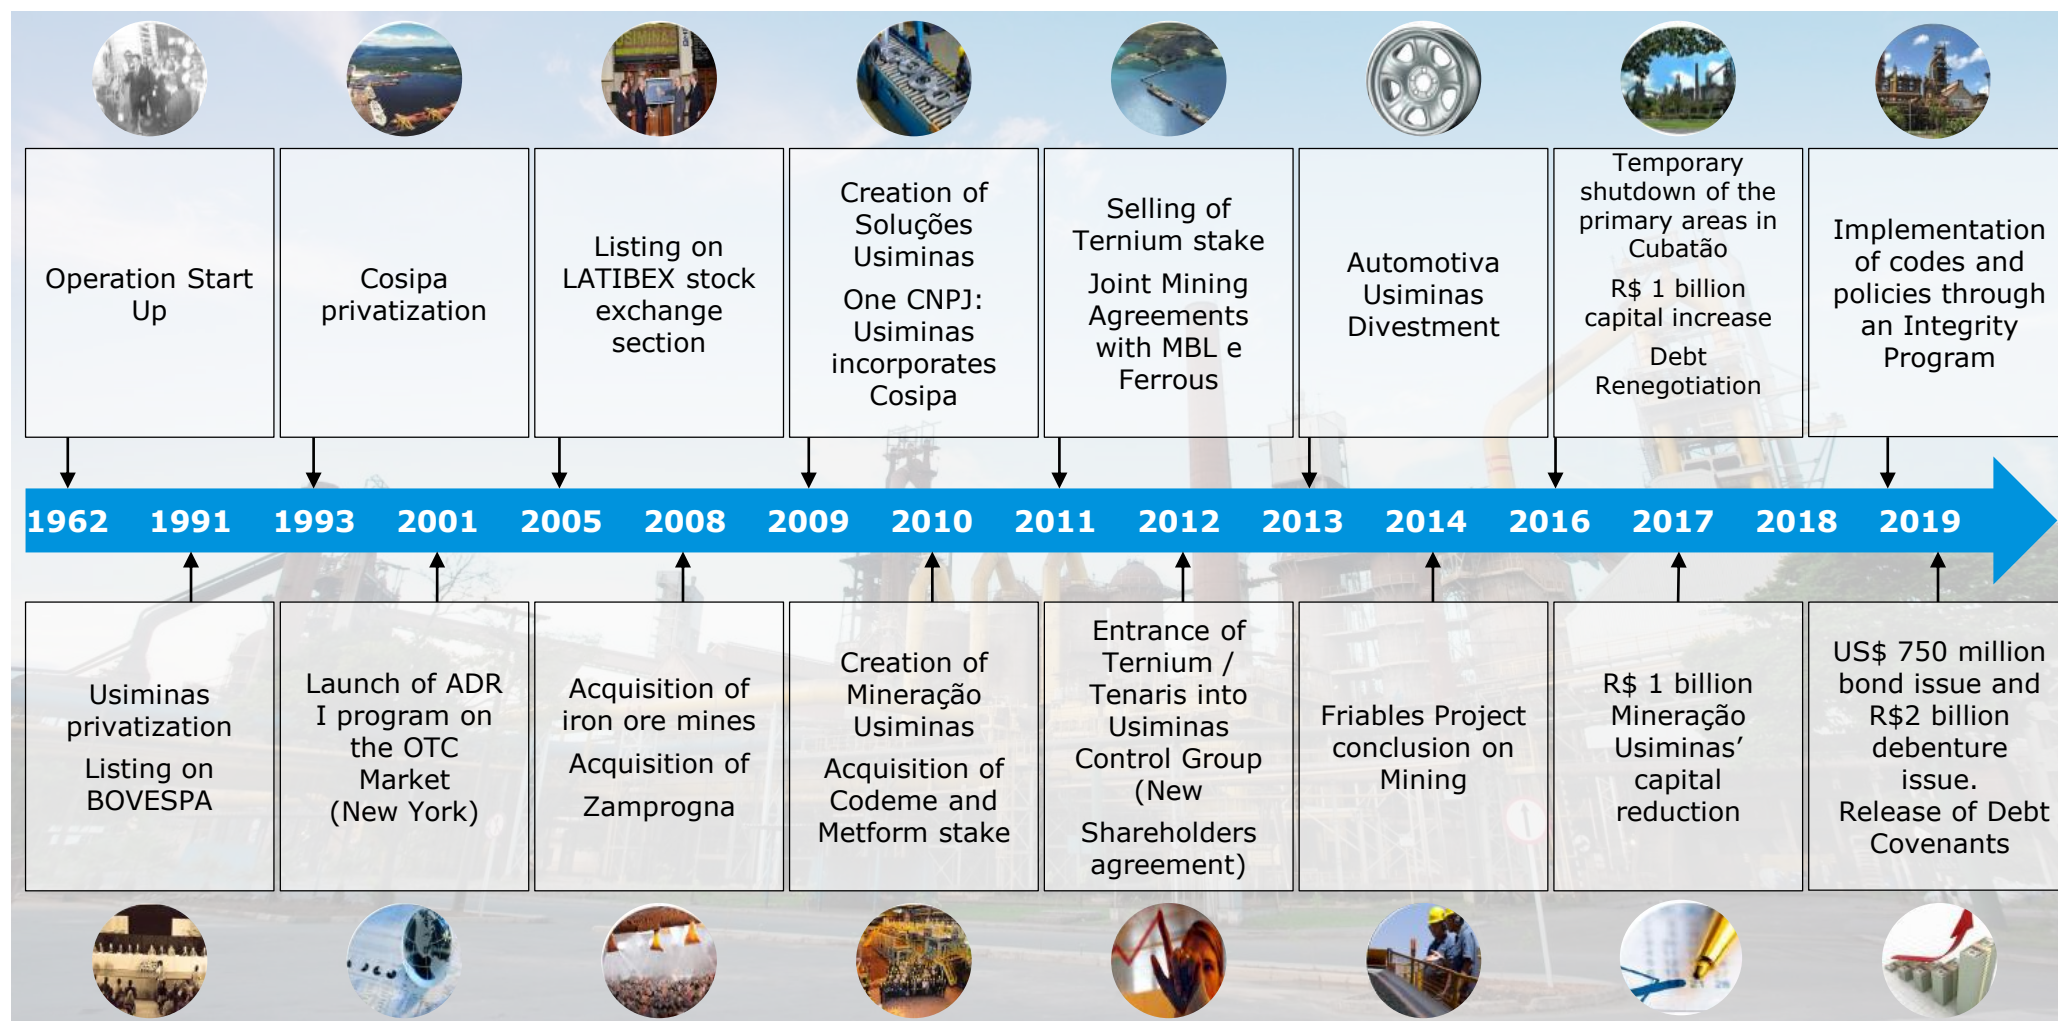 Operation Start
Up
Cosipa
privatization
Listing on
LATIBEX stock
exchange
section
Creation of
Soluções
Usiminas
One CNPJ:
Usiminas
incorporates
Cosipa
Selling of
Ternium stake
Joint Mining
Agreements
with MBL e
Ferrous
Automotiva
Usiminas
Divestment
Temporary
shutdown of the
primary areas in
Cubatão
R$ 1 billion
capital increase
Debt
Renegotiation
Implementation
of codes and
policies through
an Integrity
Program
1962 1991 1993 2001 2005 2008 2009 2010 2011 2012 2013 2014 2016 2017 2018 2019
Usiminas
privatization
Listing on
BOVESPA
Launch of ADR
I program on
the OTC
Market
(New York)
Acquisition of
iron ore mines
Acquisition of
Zamprogna
Creation of
Mineração
Usiminas
Acquisition of
Codeme and
Metform stake
Entrance of
Ternium /
Tenaris into
Usiminas
Control Group
(New
Shareholders
agreement)
Friables Project
conclusion on
Mining
R$ 1 billion
Mineração
Usiminas’
capital
reduction
US$ 750 million
bond issue and
R$2 billion
debenture
issue.
Release of Debt
Covenants